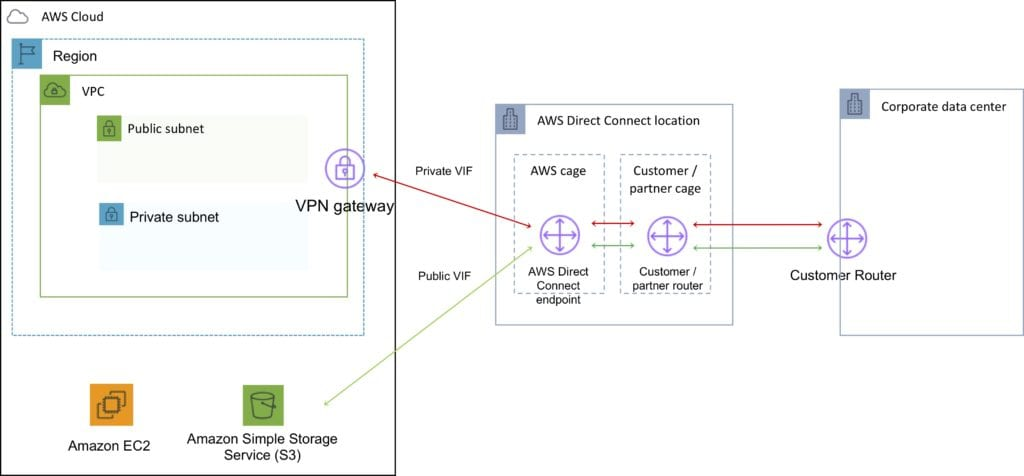 AWS Cloud
Region
VPC
Public subnet
Private subnet
VPN gateway
Amazon EC2
Amazon Simple Storage
Service (S3)
Private VIF
Public VIF
AWS Direct Connect location
AWS cage
AWS Direct
Connect
endpoint
Customer /
partner cage
Customer /
partner router
Corporate data center
Customer Router